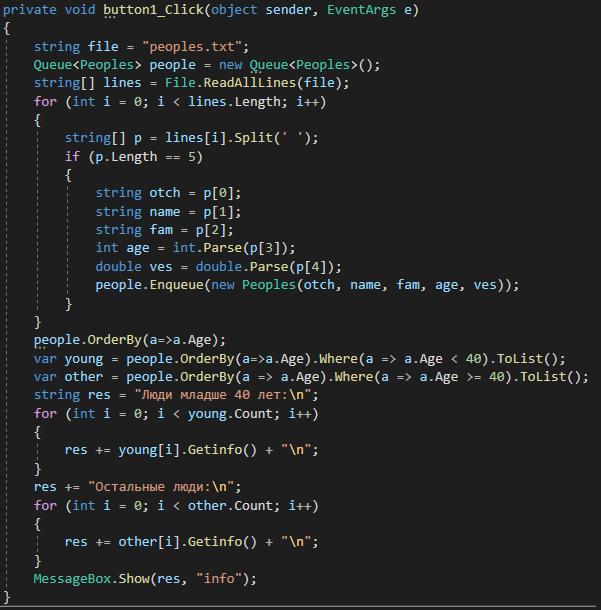 private void button1_Click(object sender, EventArgs e)
{
string file = "peoples.txt";
Queue<Peoples> people = new Queue<Peoples>();
string[] lines = File.ReadAllLines(file);
for (int i = 0; i < lines.Length; i++)
{
string[] p = lines[i].Split(' ');
if (p.Length == 5)
{
string otch = p[0];
string name = p[1];
string fam = p[2];
int age = int.Parse(p[3]);
double ves = double.Parse(p[4]);
people.Enqueue(new Peoples(otch, name, fam, age, ves));
}
}
people.OrderBy(a=>a.Age);
var young = people.OrderBy(a=>a.Age).Where(a => a.Age < 40).ToList();
var other = people.OrderBy(a => a.Age).Where(a => a.Age >= 40).ToList();
string res = "Люди младше 40 лет:\n";
for (int i = 0; i < young.Count; i++)
{
res += young[i].Getinfo() + "\n";
}
res += "Остальные люди:\n";
for (int i = 0; i < other.Count; i++)
{
res += other[i].Getinfo() + "\n";
}
MessageBox.Show(res, "info");
}